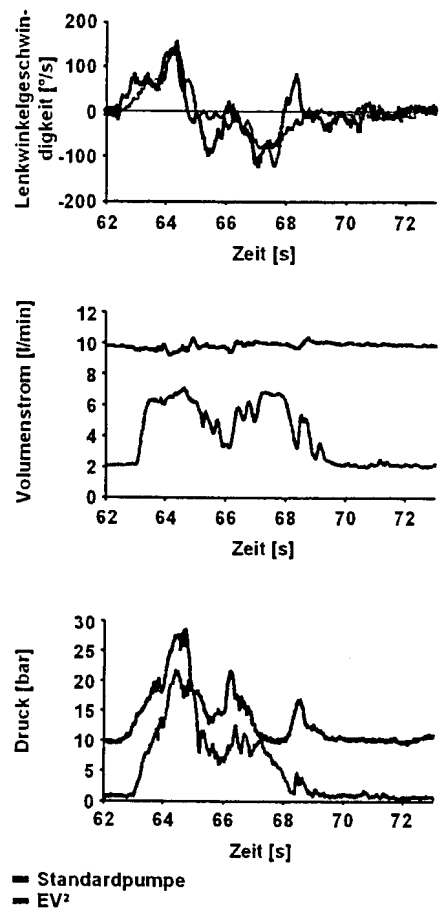 Lenkwinkelgeschwin-
digkeit [°/s]
200
100
0
-100
-200
62 64 66 68 70 72
Zeit [s]
Volumenstrom [l/min]
12
10
8
6
4
2
0
62 64 66 68 70 72
Zeit [s]
Druck [bar]
30
25
20
15
10
5
0
62 64 66 68 70 72
Zeit [s]
Standardpumpe
EV²